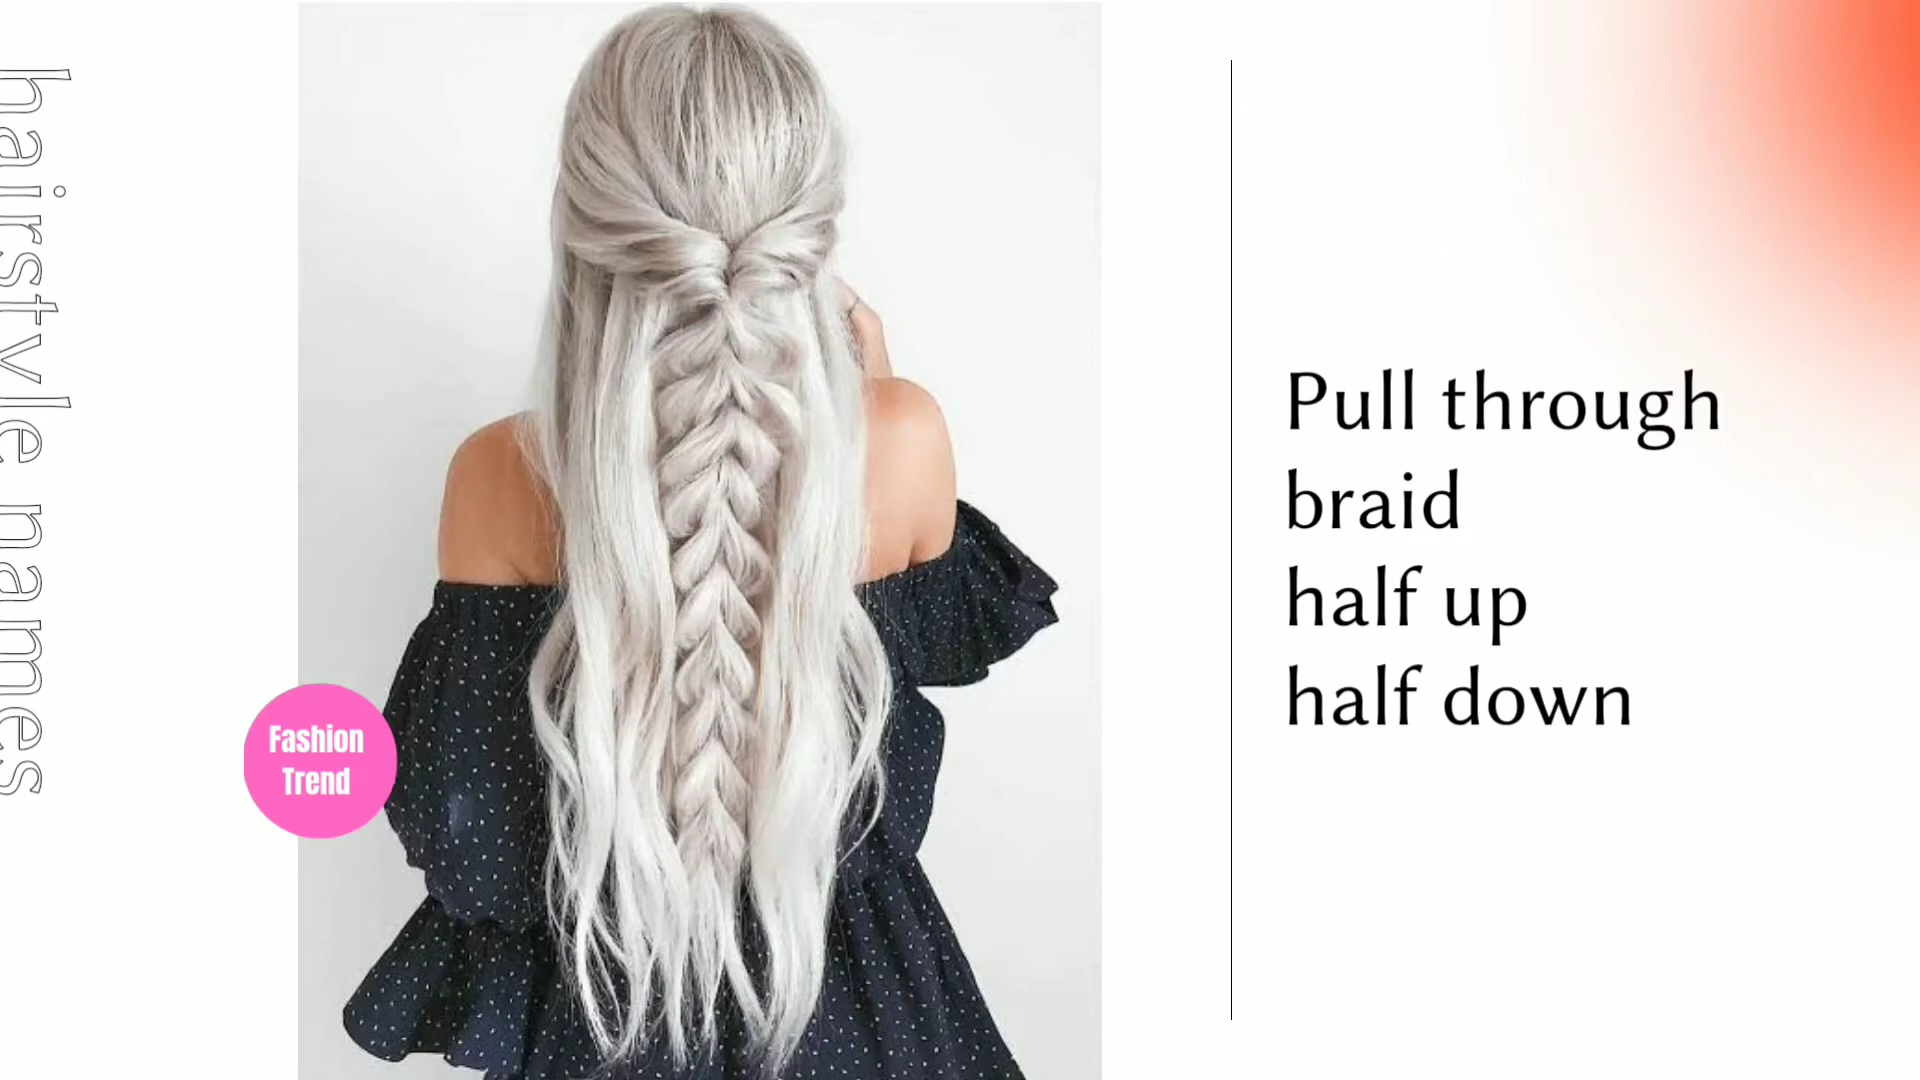 hairstyle names
Fashion
Trend
Pull through
braid
half up
half down